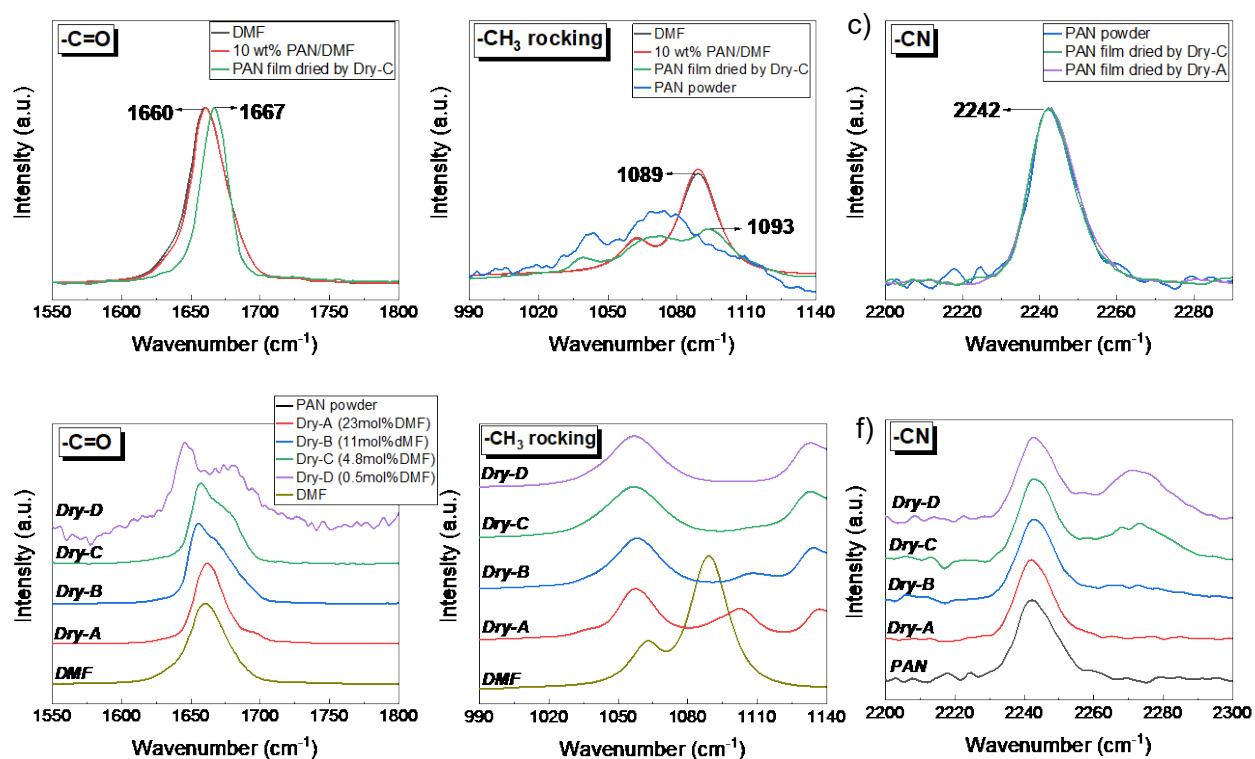 -C=O
DMF
10 wt% PAN/DMF
PAN film dried by Dry-C
1660
1667
Intensity (a.u.)
1550 1600 1650 1700 1750 1800
Wavenumber (cm⁻¹)
-CH₃ rocking
DMF
10 wt% PAN/DMF
PAN film dried by Dry-C
PAN powder
1089
1093
Intensity (a.u.)
990 1020 1050 1080 1110 1140
Wavenumber (cm⁻¹)
c)
-CN
PAN powder
PAN film dried by Dry-C
PAN film dried by Dry-A
2242
Intensity (a.u.)
2200 2220 2240 2260 2280
Wavenumber (cm⁻¹)
-C=O
PAN powder
Dry-A (23mol%DMF)
Dry-B (11mol%dMF)
Dry-C (4.8mol%DMF)
Dry-D (0.5mol%DMF)
DMF
Dry-D
Dry-C
Dry-B
Dry-A
DMF
Intensity (a.u.)
1550 1600 1650 1700 1750 1800
Wavenumber (cm⁻¹)
-CH₃ rocking
Dry-D
Dry-C
Dry-B
Dry-A
DMF
Intensity (a.u.)
990 1020 1050 1080 1110 1140
Wavenumber (cm⁻¹)
f)
-CN
Dry-D
Dry-C
Dry-B
Dry-A
PAN
Intensity (a.u.)
2200 2220 2240 2260 2280 2300
Wavenumber (cm⁻¹)